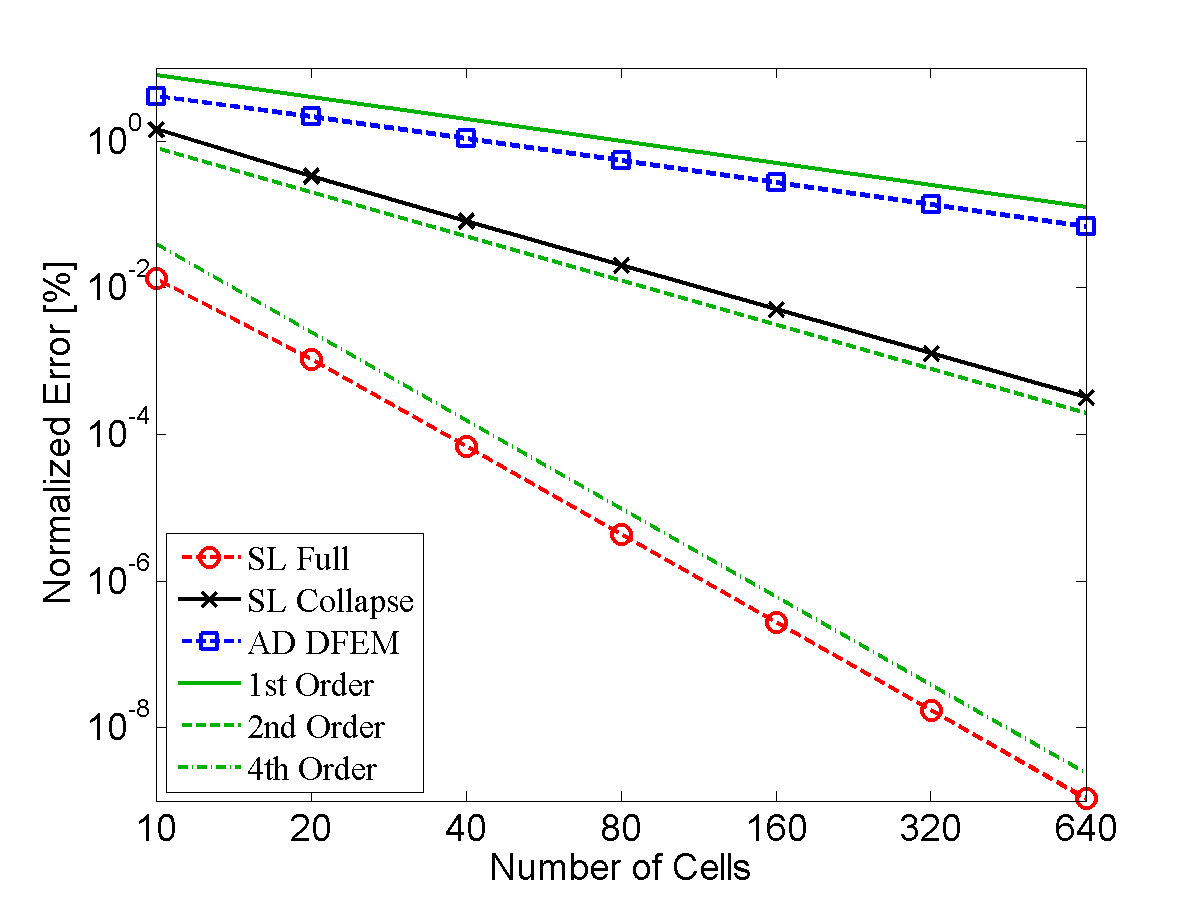 10^0
10^-2
10^-4
10^-6
10^-8
Normalized Error [%]
SL Full
SL Collapse
AD DFEM
1st Order
2nd Order
4th Order
10 20 40 80 160 320 640
Number of Cells